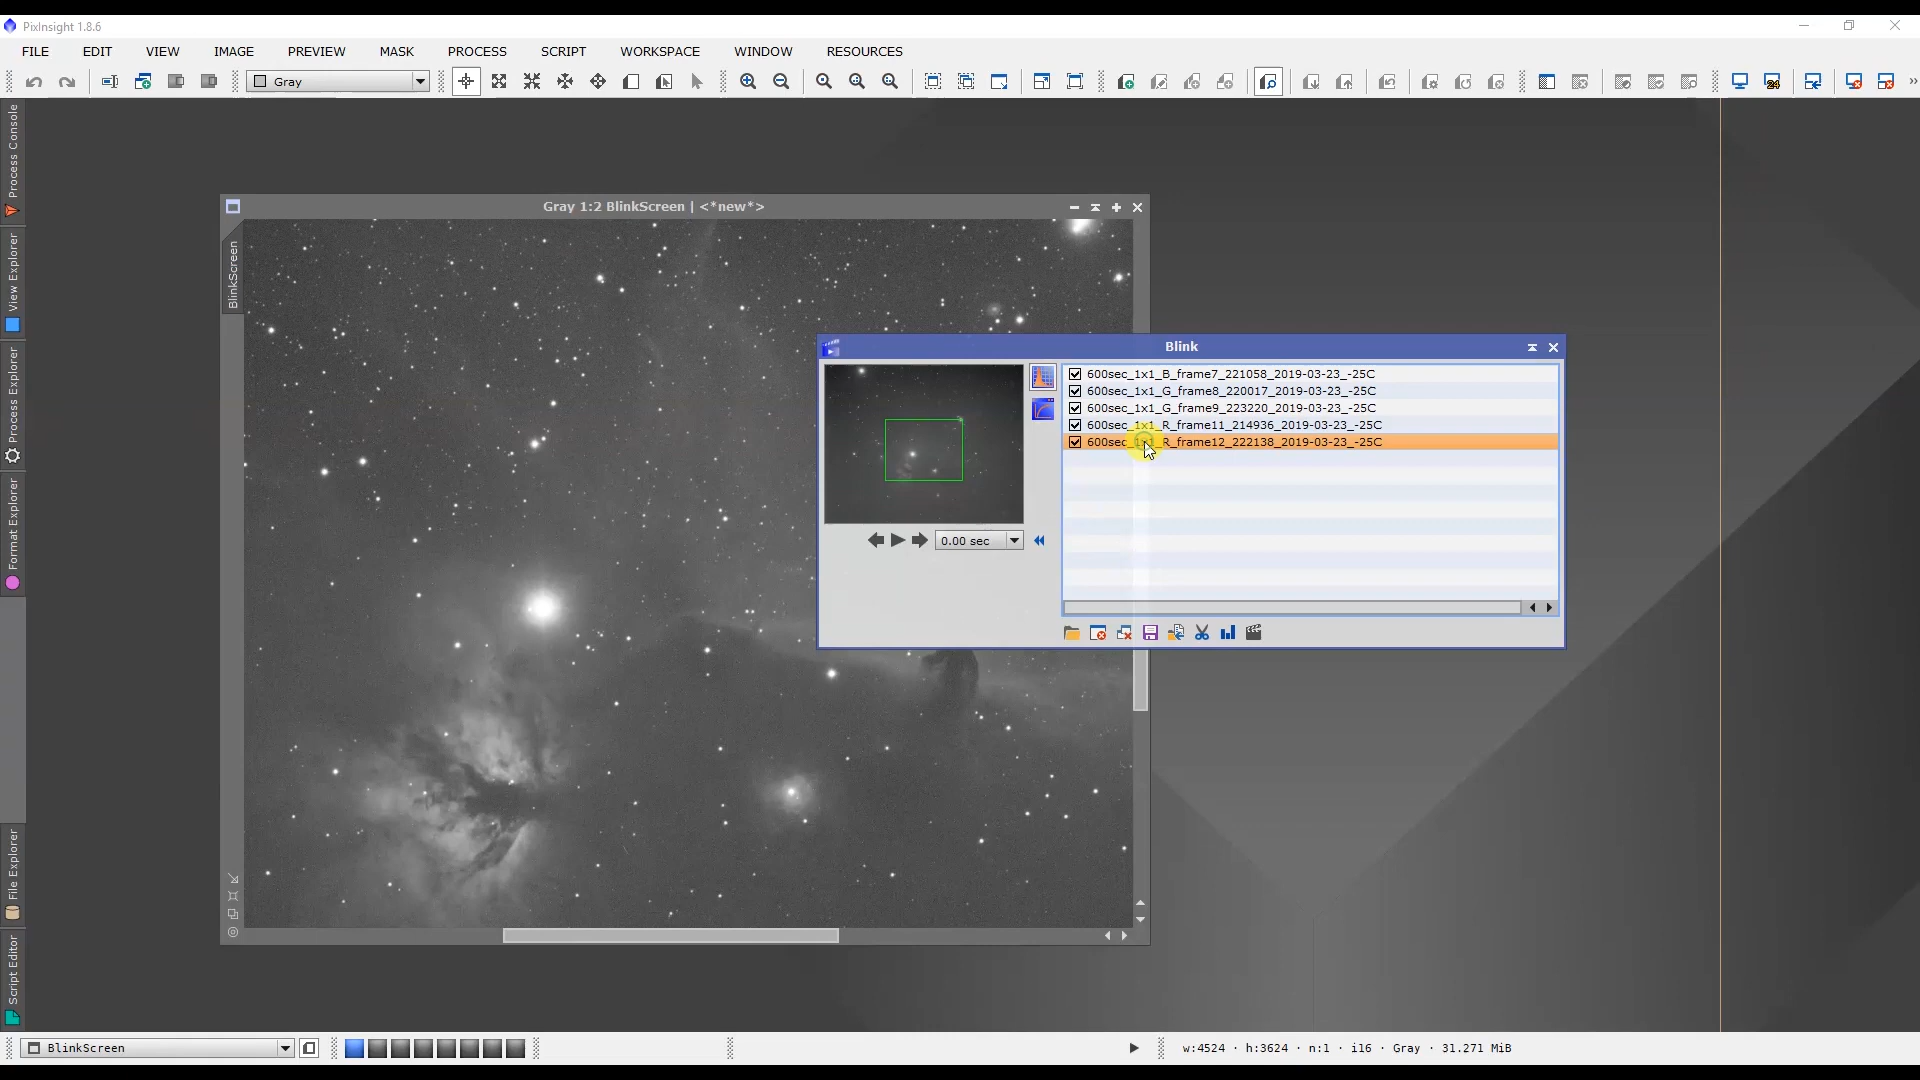 PixInsight 1.8.6
FILE EDIT VIEW IMAGE PREVIEW MASK PROCESS SCRIPT WORKSPACE WINDOW RESOURCES
Gray
24
Process Console
View Explorer
Process Explorer
Format Explorer
File Explorer
Script Editor
Gray 1:2 BlinkScreen | <*new*>
BlinkScreen
Blink
600sec_1x1_B_frame7_221058_2019-03-23_-25C
600sec_1x1_G_frame8_220017_2019-03-23_-25C
600sec_1x1_G_frame9_223220_2019-03-23_-25C
600sec_1x1_R_frame11_214936_2019-03-23_-25C
600sec_1x1_R_frame12_222138_2019-03-23_-25C
0.00 sec
BlinkScreen
w:4524 · h:3624 · n:1 · i16 · Gray · 31.271 MiB